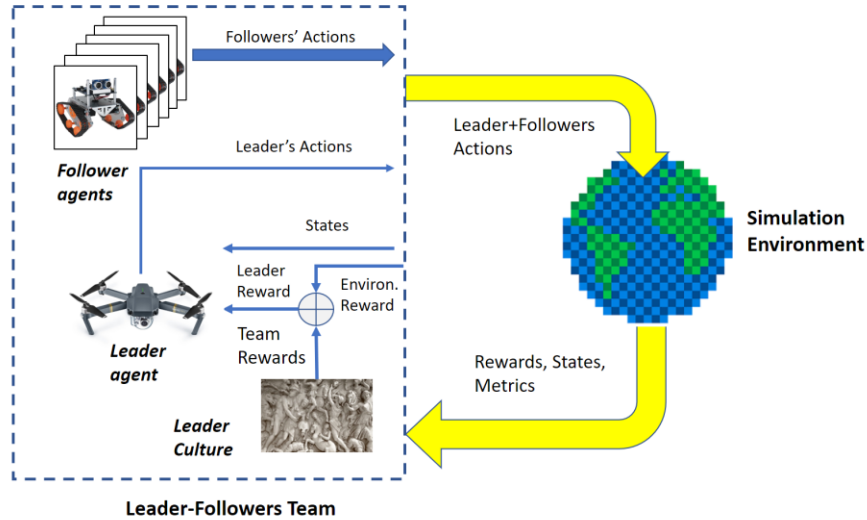 Followers' Actions
Follower
agents
Leader's Actions
States
Leader
Reward
Environ.
Reward
Team
Rewards
Leader
agent
Leader
Culture
Leader-Followers Team
Leader+Followers
Actions
Simulation
Environment
Rewards, States,
Metrics